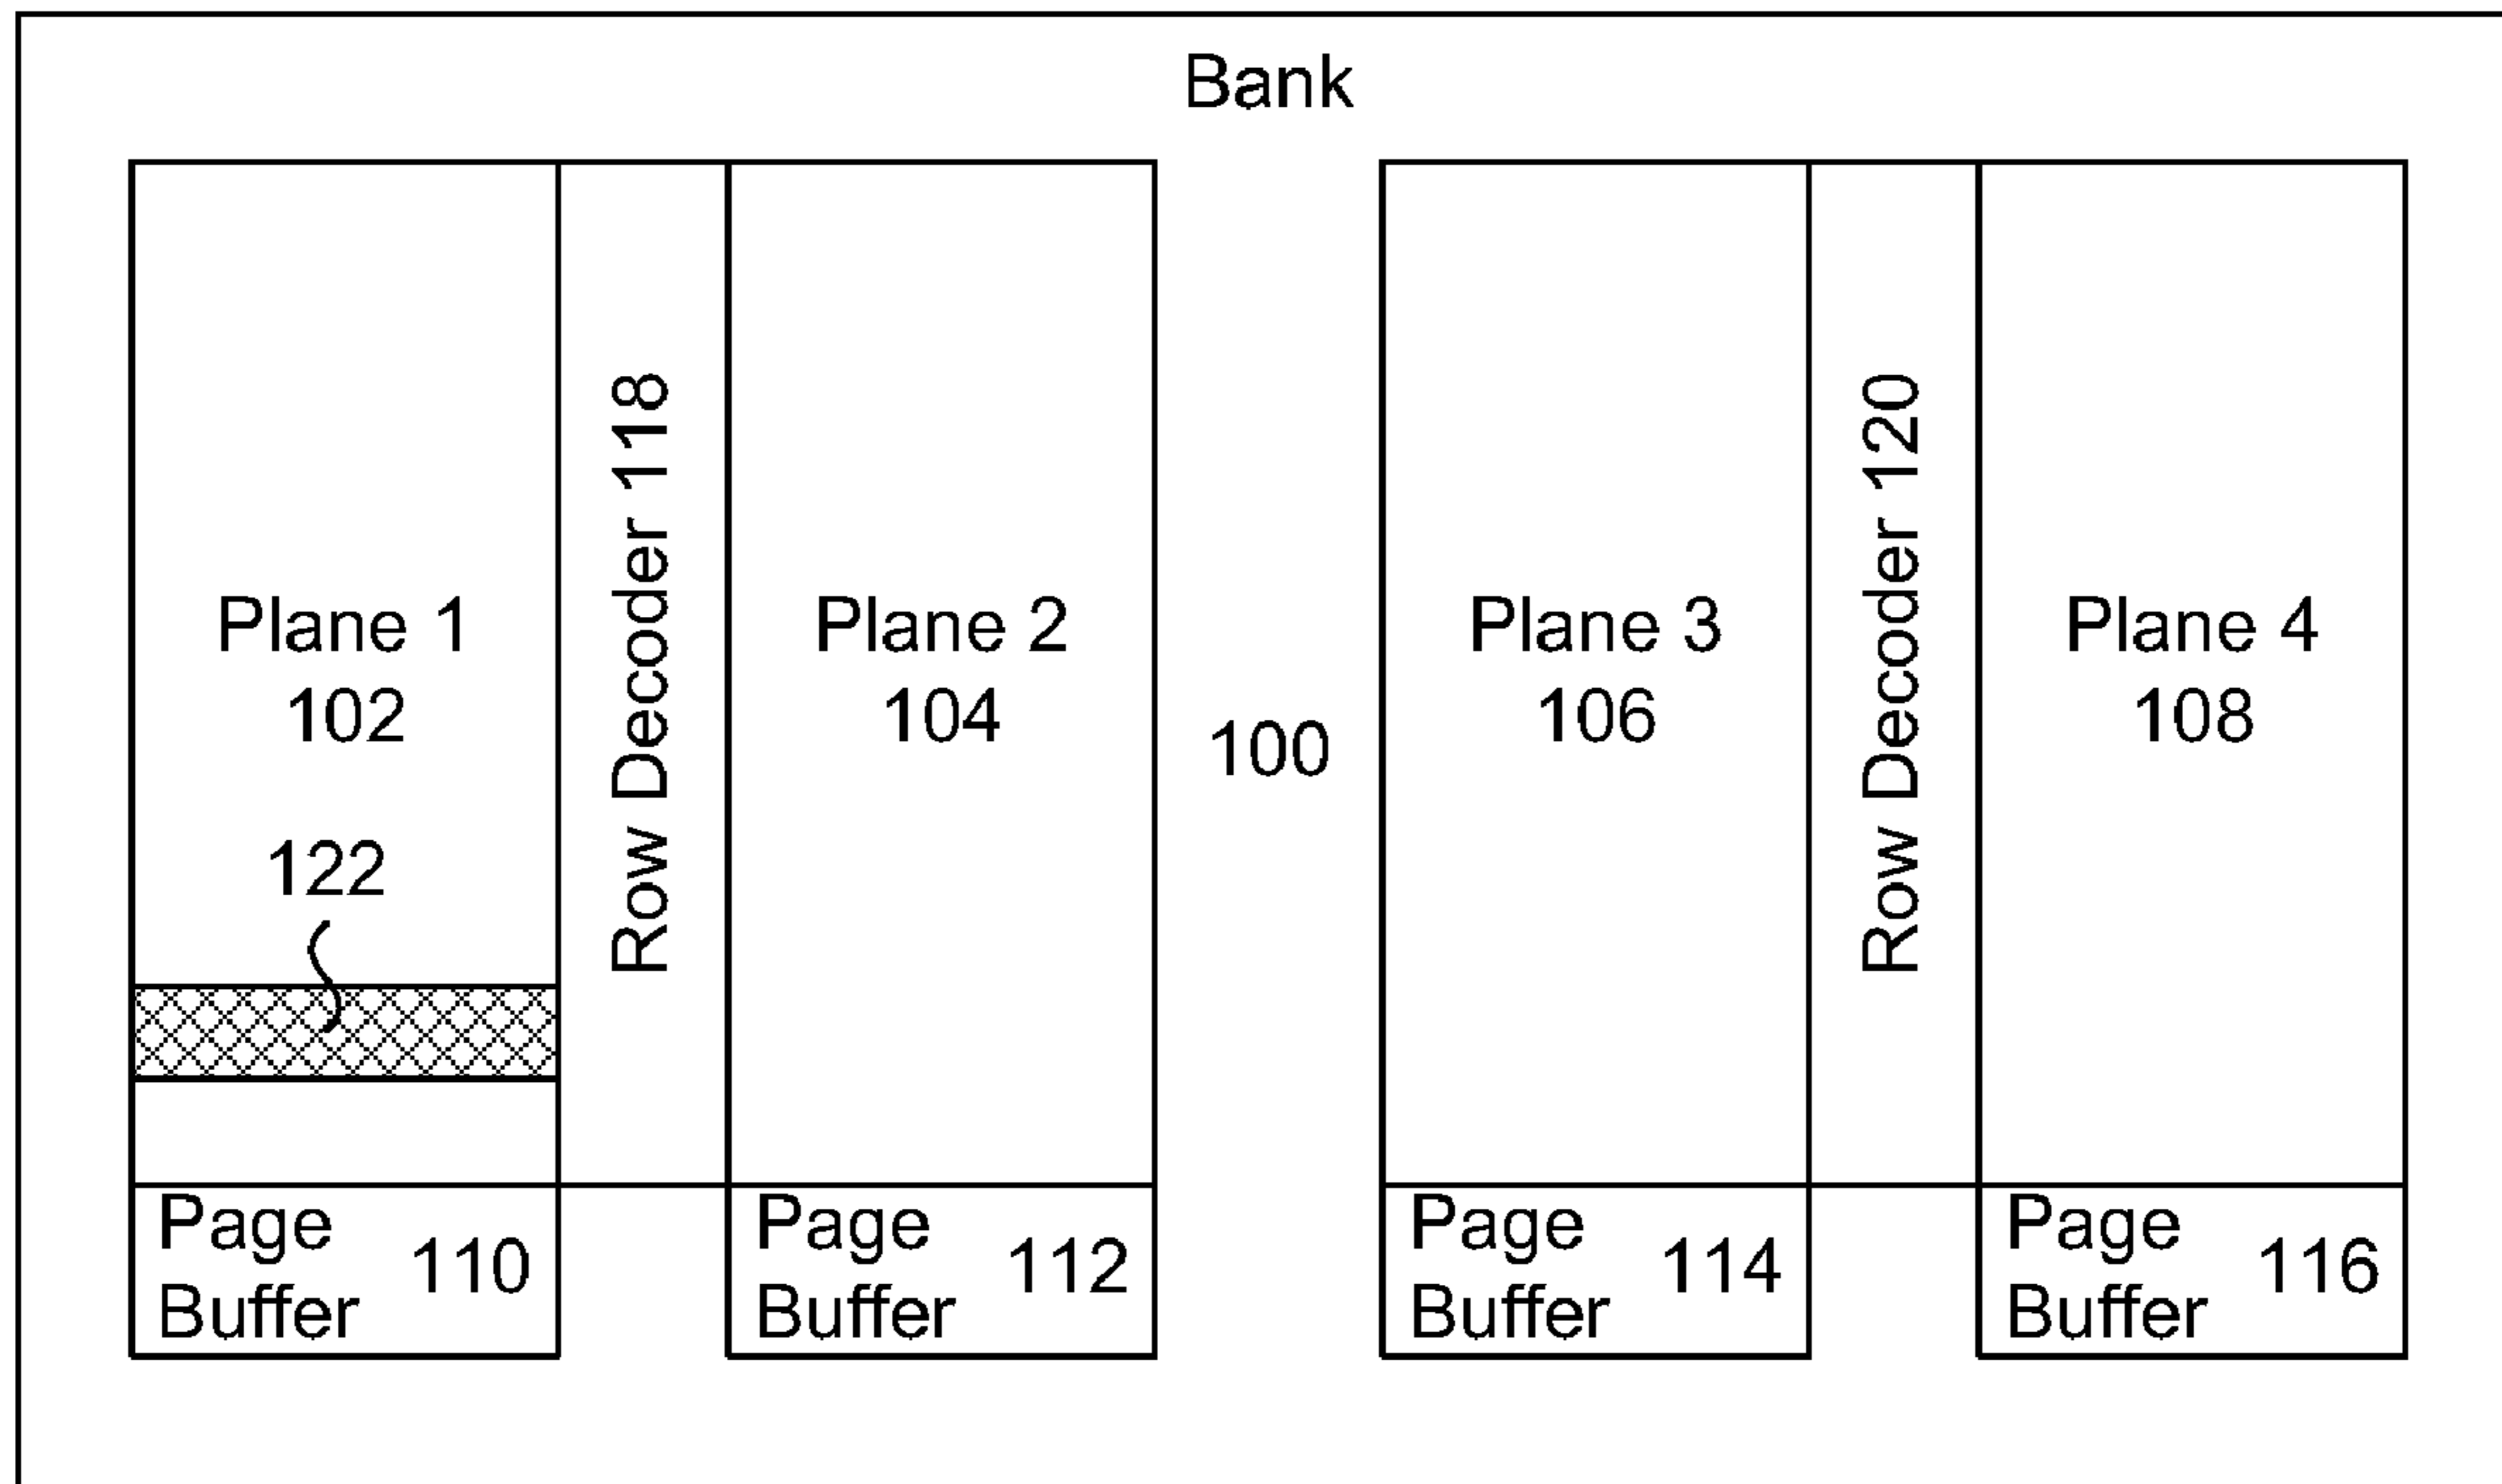 Bank
Plane 1
102
122
Row Decoder 118
Plane 2
104
100
Plane 3
106
Row Decoder 120
Plane 4
108
Page
Buffer
110
Page
Buffer
112
Page
Buffer
114
Page
Buffer
116